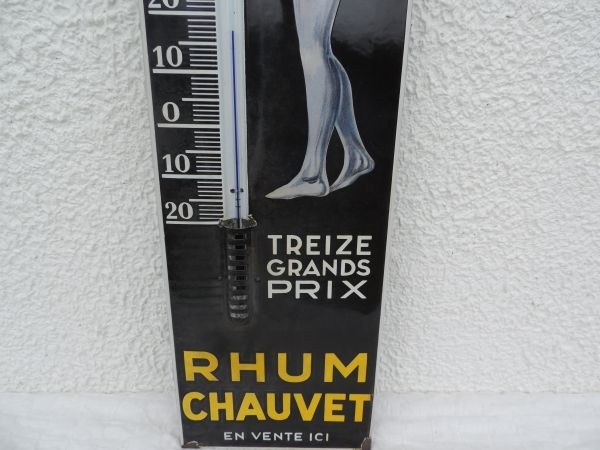 20
10
0
10
20
TREIZE
GRANDS
PRIX
RHUM
CHAUVET
EN VENTE ICI